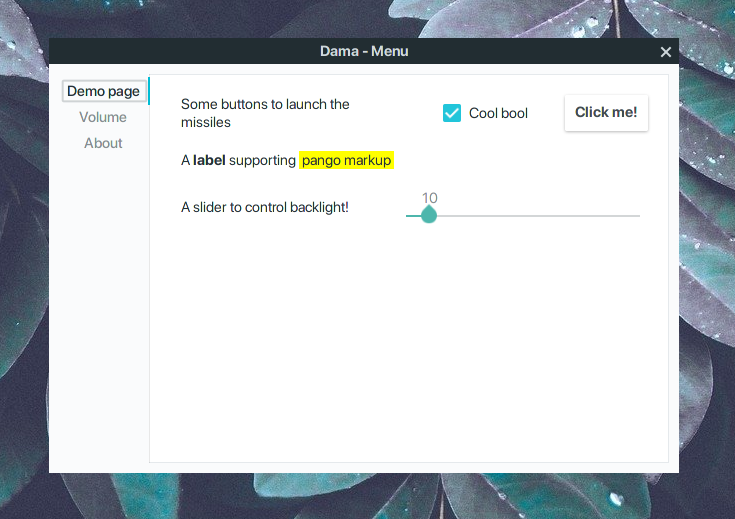 Dama - Menu
Demo page
Volume
About
Some buttons to launch the
missiles
Cool bool
Click me!
A label supporting pango markup
A slider to control backlight!
10